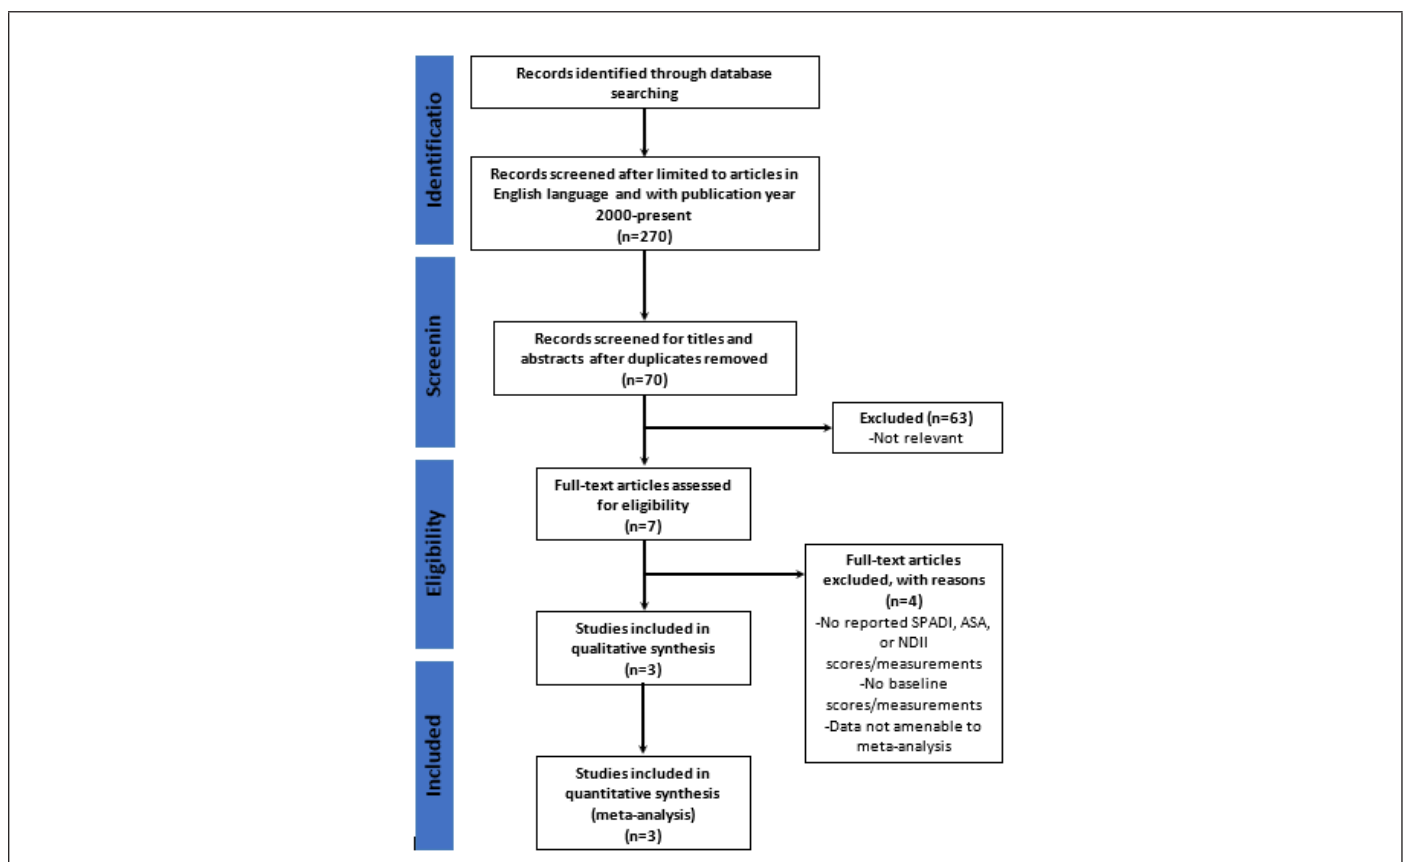 Identificatio
Records identified through database
searching
Records screened after limited to articles in
English language and with publication year
2000-present
(n=270)
Screenin
Records screened for titles and
abstracts after duplicates removed
(n=70)
Excluded (n=63)
-Not relevant
Eligibility
Full-text articles assessed
for eligibility
(n=7)
Full-text articles
excluded, with reasons
(n=4)
-No reported SPADI, ASA,
or NDII
scores/measurements
-No baseline
scores/measurements
-Data not amenable to
meta-analysis
Studies included in
qualitative synthesis
(n=3)
Included
Studies included in
quantitative synthesis
(meta-analysis)
(n=3)